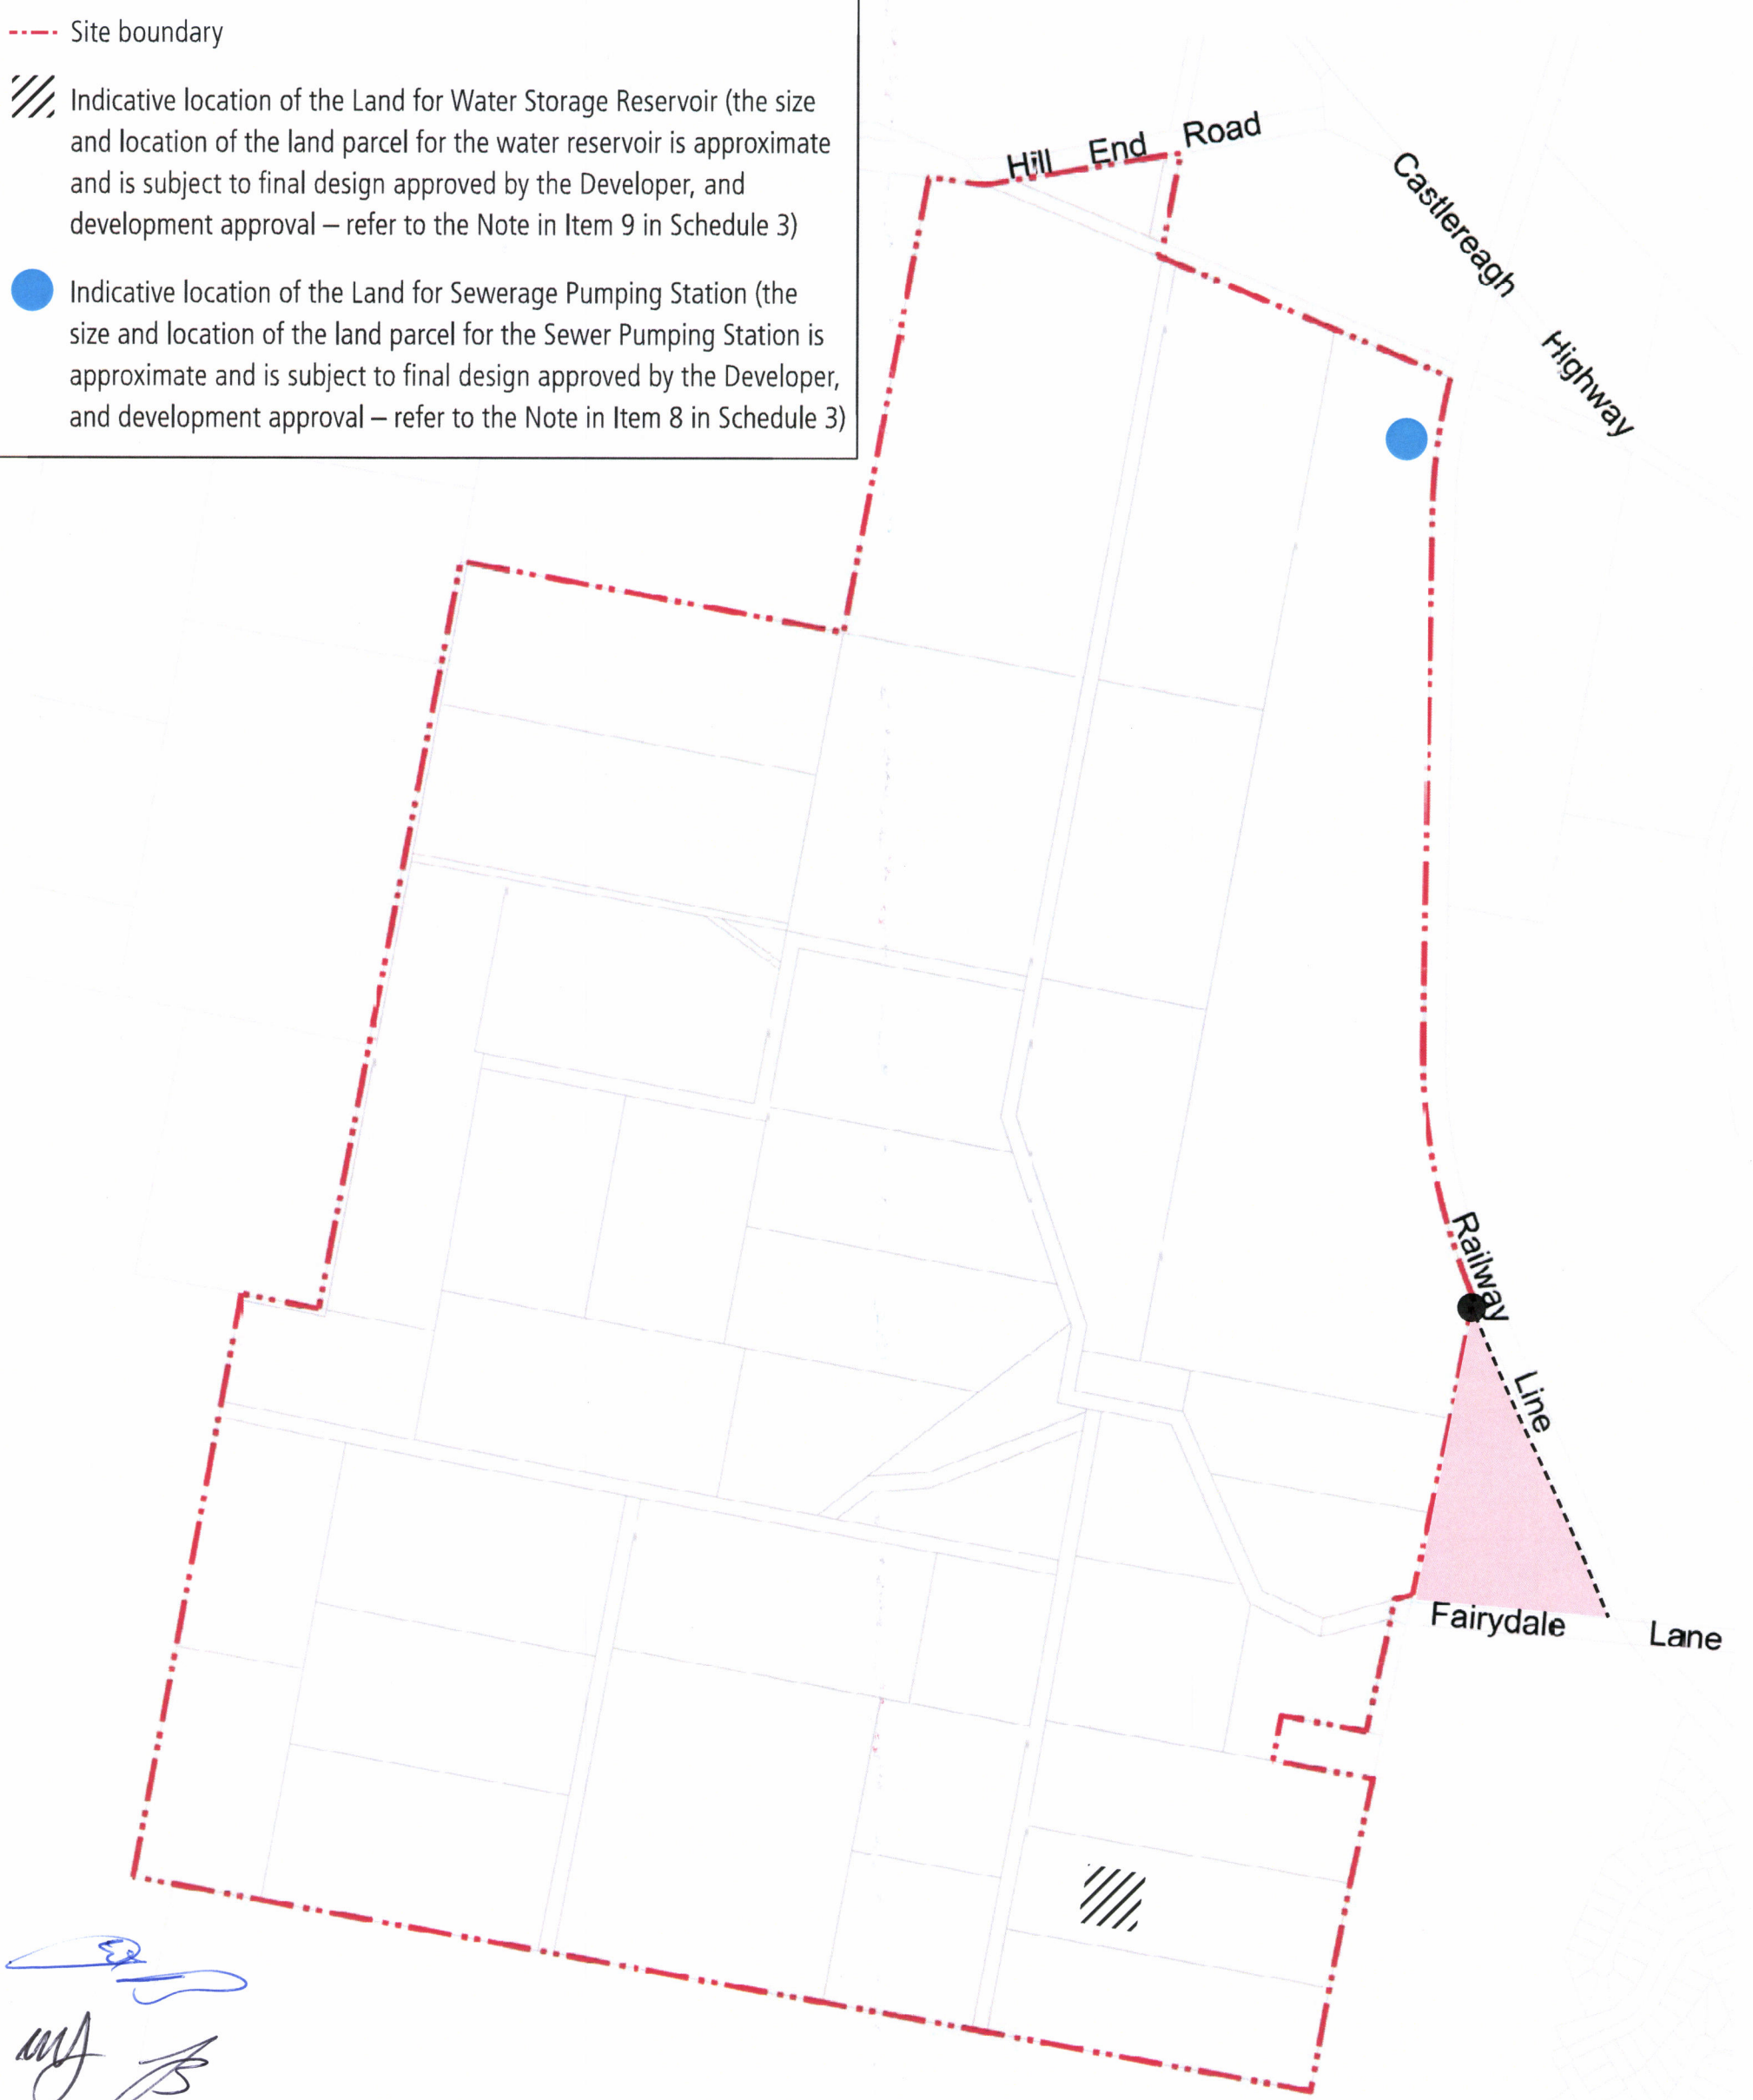 Site boundary
Indicative location of the Land for Water Storage Reservoir (the size
and location of the land parcel for the water reservoir is approximate
and is subject to final design approved by the Developer, and
development approval – refer to the Note in Item 9 in Schedule 3)
Indicative location of the Land for Sewerage Pumping Station (the
size and location of the land parcel for the Sewer Pumping Station is
approximate and is subject to final design approved by the Developer,
and development approval – refer to the Note in Item 8 in Schedule 3)
Hill End Road
Castlereagh Highway
Railway Line
Fairydale Lane